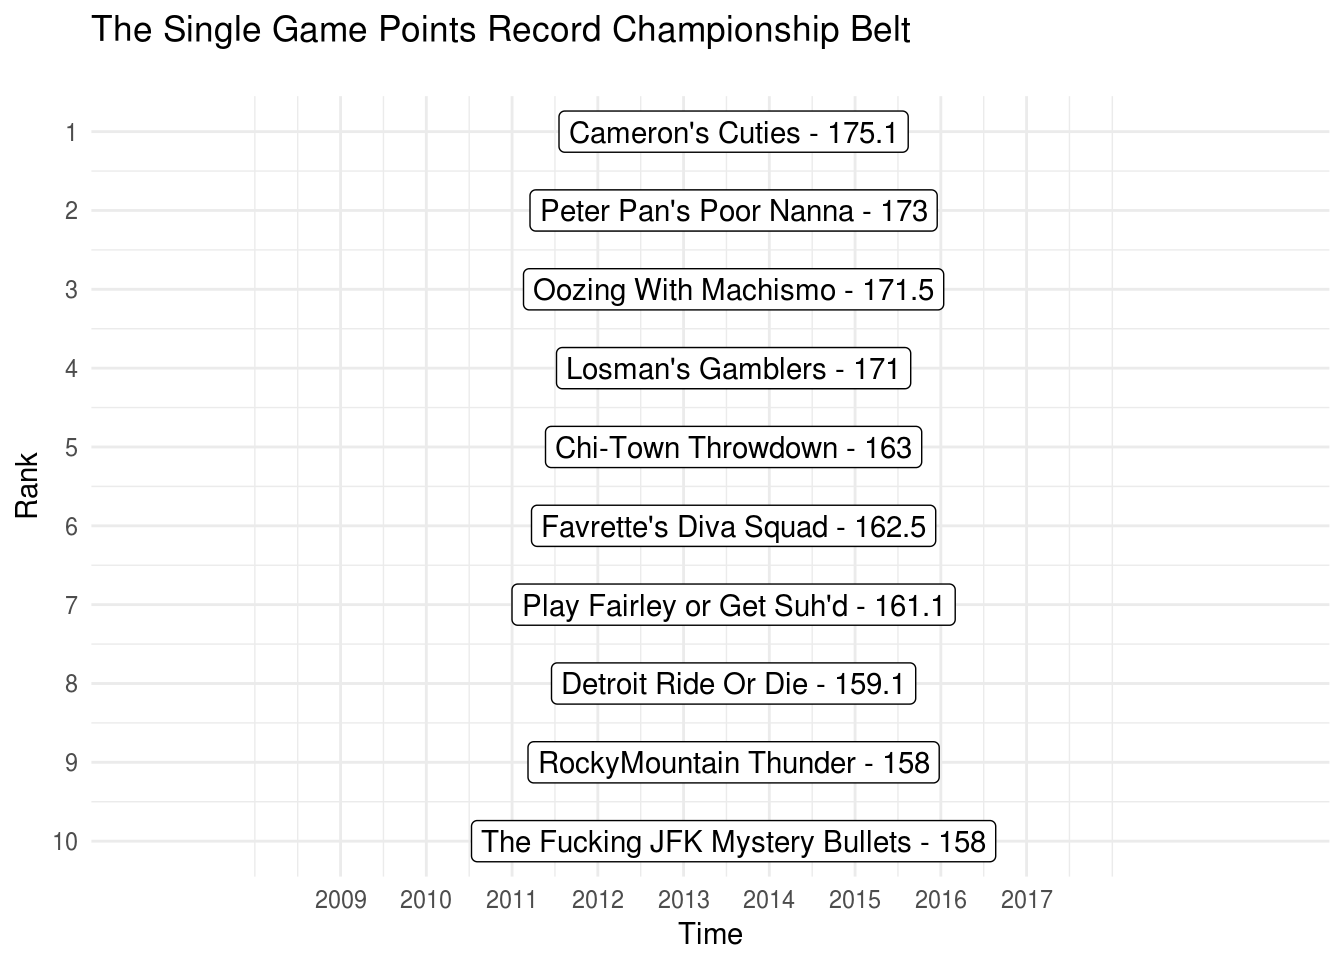 The Single Game Points Record Championship Belt
1
Cameron's Cuties - 175.1
2
Peter Pan's Poor Nanna - 173
3
Oozing With Machismo - 171.5
4
Losman's Gamblers - 171
5
Chi-Town Throwdown - 163
6
Favrette's Diva Squad - 162.5
7
Play Fairley or Get Suh'd - 161.1
8
Detroit Ride Or Die - 159.1
9
RockyMountain Thunder - 158
10
The Fucking JFK Mystery Bullets - 158
Rank
2009 2010 2011 2012 2013 2014 2015 2016 2017
Time